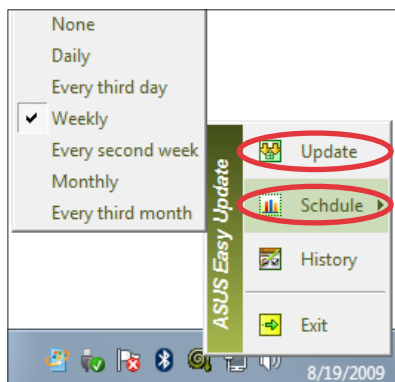 None
Daily
Every third day
Weekly
Every second week
Monthly
Every third month
ASUS Easy Update
Update
Schdule
History
Exit
8/19/2009